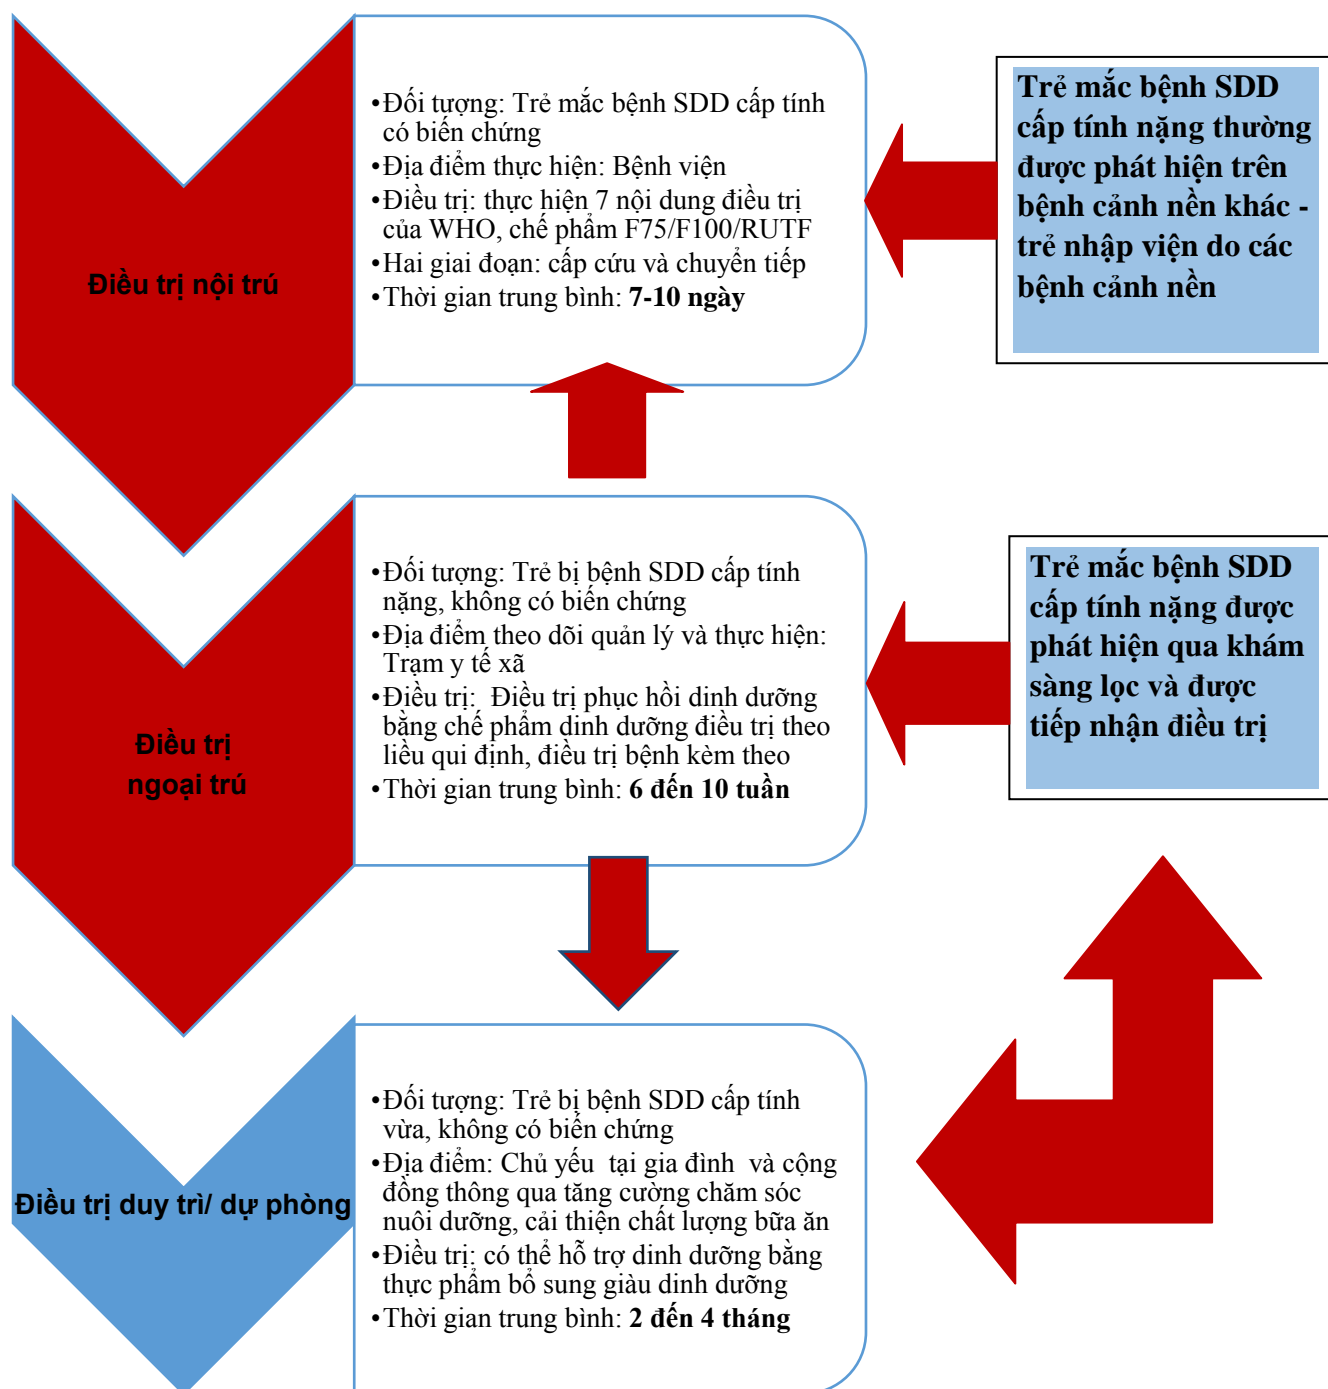 Điều trị nội trú
•Đối tượng: Trẻ mắc bệnh SDD cấp tính
có biến chứng
•Địa điểm thực hiện: Bệnh viện
•Điều trị: thực hiện 7 nội dung điều trị
của WHO, chế phẩm F75/F100/RUTF
•Hai giai đoạn: cấp cứu và chuyển tiếp
•Thời gian trung bình: 7-10 ngày
Trẻ mắc bệnh SDD
cấp tính nặng thường
được phát hiện trên
bệnh cảnh nền khác -
trẻ nhập viện do các
bệnh cảnh nền
Điều trị
ngoại trú
•Đối tượng: Trẻ bị bệnh SDD cấp tính
nặng, không có biến chứng
•Địa điểm theo dõi quản lý và thực hiện:
Trạm y tế xã
•Điều trị: Điều trị phục hồi dinh dưỡng
bằng chế phẩm dinh dưỡng điều trị theo
liều qui định, điều trị bệnh kèm theo
•Thời gian trung bình: 6 đến 10 tuần
Trẻ mắc bệnh SDD
cấp tính nặng được
phát hiện qua khám
sàng lọc và được
tiếp nhận điều trị
Điều trị duy trì/ dự phòng
•Đối tượng: Trẻ bị bệnh SDD cấp tính
vừa, không có biến chứng
•Địa điểm: Chủ yếu tại gia đình và cộng
đồng thông qua tăng cường chăm sóc
nuôi dưỡng, cải thiện chất lượng bữa ăn
•Điều trị: có thể hỗ trợ dinh dưỡng bằng
thực phẩm bổ sung giàu dinh dưỡng
•Thời gian trung bình: 2 đến 4 tháng